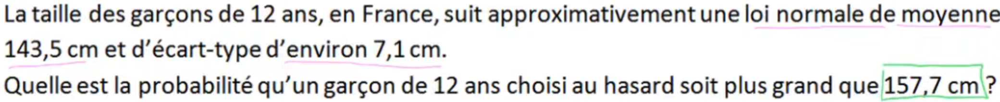 La taille des garçons de 12 ans, en France, suit approximativement une loi normale de moyenne
143,5 cm et d'écart-type d'environ 7,1 cm.
Quelle est la probabilité qu'un garçon de 12 ans choisi au hasard soit plus grand que 157,7 cm ?